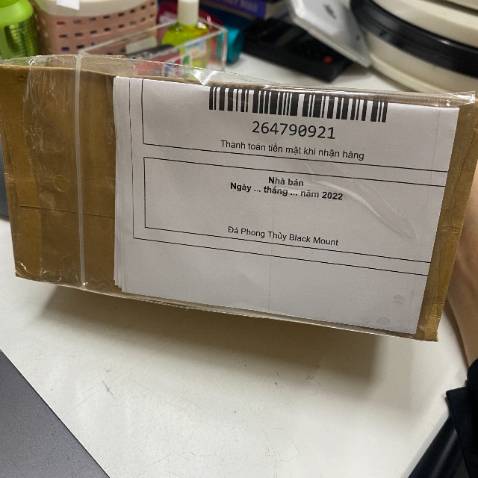 264790921
Thanh toán tiền mặt khi nhận hàng
Nhà bán
Ngày ... tháng ... năm 2022
Đá Phong Thủy Black Mount